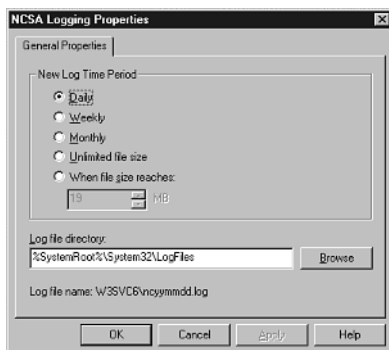 NCSA Logging Properties
General Properties
New Log Time Period
Daily
Weekly
Monthly
Unlimited file size
When file size reaches:
19 MB
Log file directory:
%SystemRoot%\System32\LogFiles
Browse
Log file name: W3SVC6\ncyymmdd.log
OK Cancel Apply Help